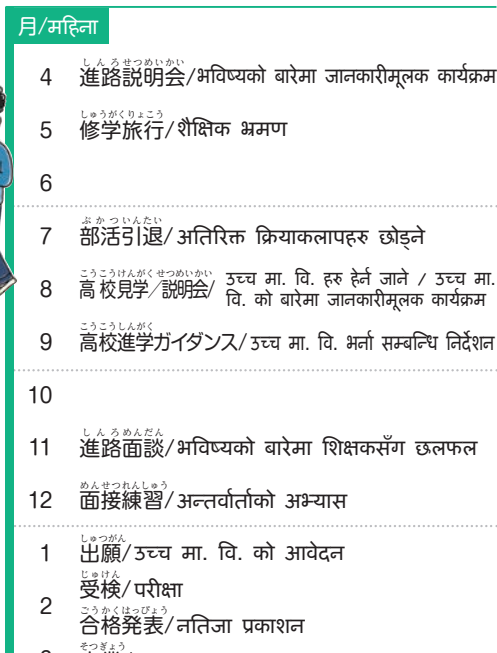 月/महिना
しんろせつめいかい
4 進路説明会/भविष्यको बारेमा जानकारीमूलक कार्यक्रम
しゅうがくりょこう
5 修学旅行/शैक्षिक भ्रमण
6
ぶかついんたい
7 部活引退/अतिरिक्त क्रियाकलापहरु छोड्ने
こうこうけんがくせつめいかい
8 高校見学/説明会/ उच्च मा. वि. हरु हेर्न जाने / उच्च मा.
वि. को बारेमा जानकारीमूलक कार्यक्रम
こうこうしんがく
9 高校進学ガイダンス/उच्च मा. वि. भर्ना सम्बन्धि निर्देशन
10
しんろめんだん
11 進路面談/भविष्यको बारेमा शिक्षकसँग छलफल
めんせつれんしゅう
12 面接練習/अन्तर्वार्ताको अभ्यास
しゅつがん
1 出願/उच्च मा. वि. को आवेदन
じゅけん
2 受検/परीक्षा
ごうかくはっぴょう
合格発表/नतिजा प्रकाशन
そつぎょう